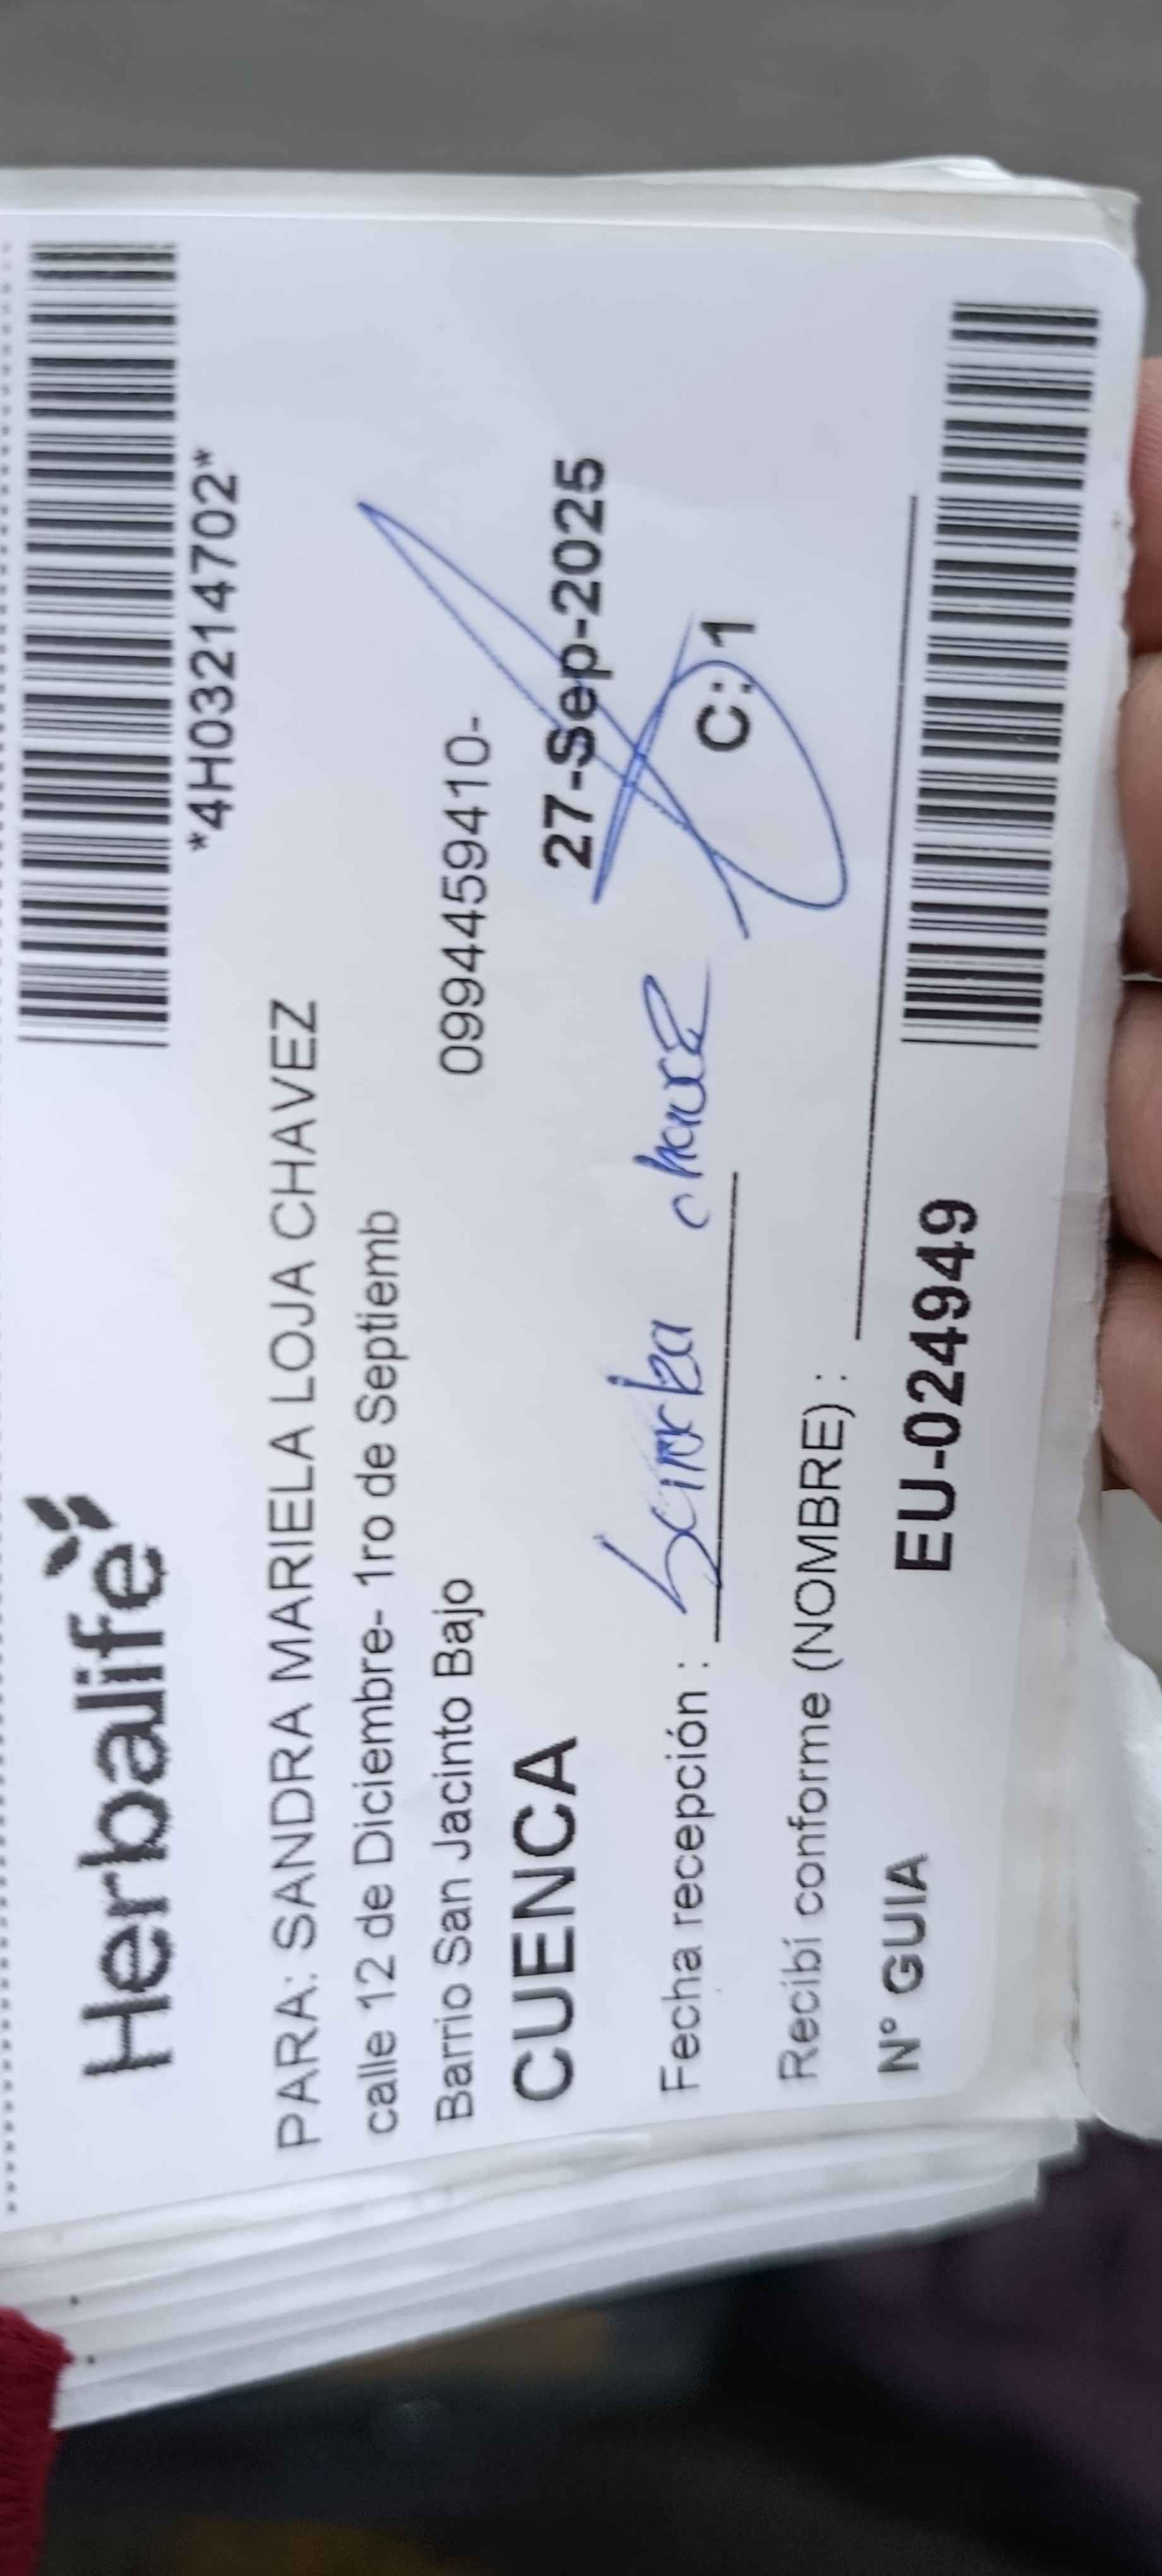 Herbalife
*4H03214702*
PARA: SANDRA MARIELA LOJA CHAVEZ
calle 12 de Diciembre- 1ro de Septiemb
Barrio San Jacinto Bajo 0994459410-
CUENCA 27-Sep-2025
Fecha recepción :
C: 1
Recibí conforme (NOMBRE) :
N° GUIA EU-024949